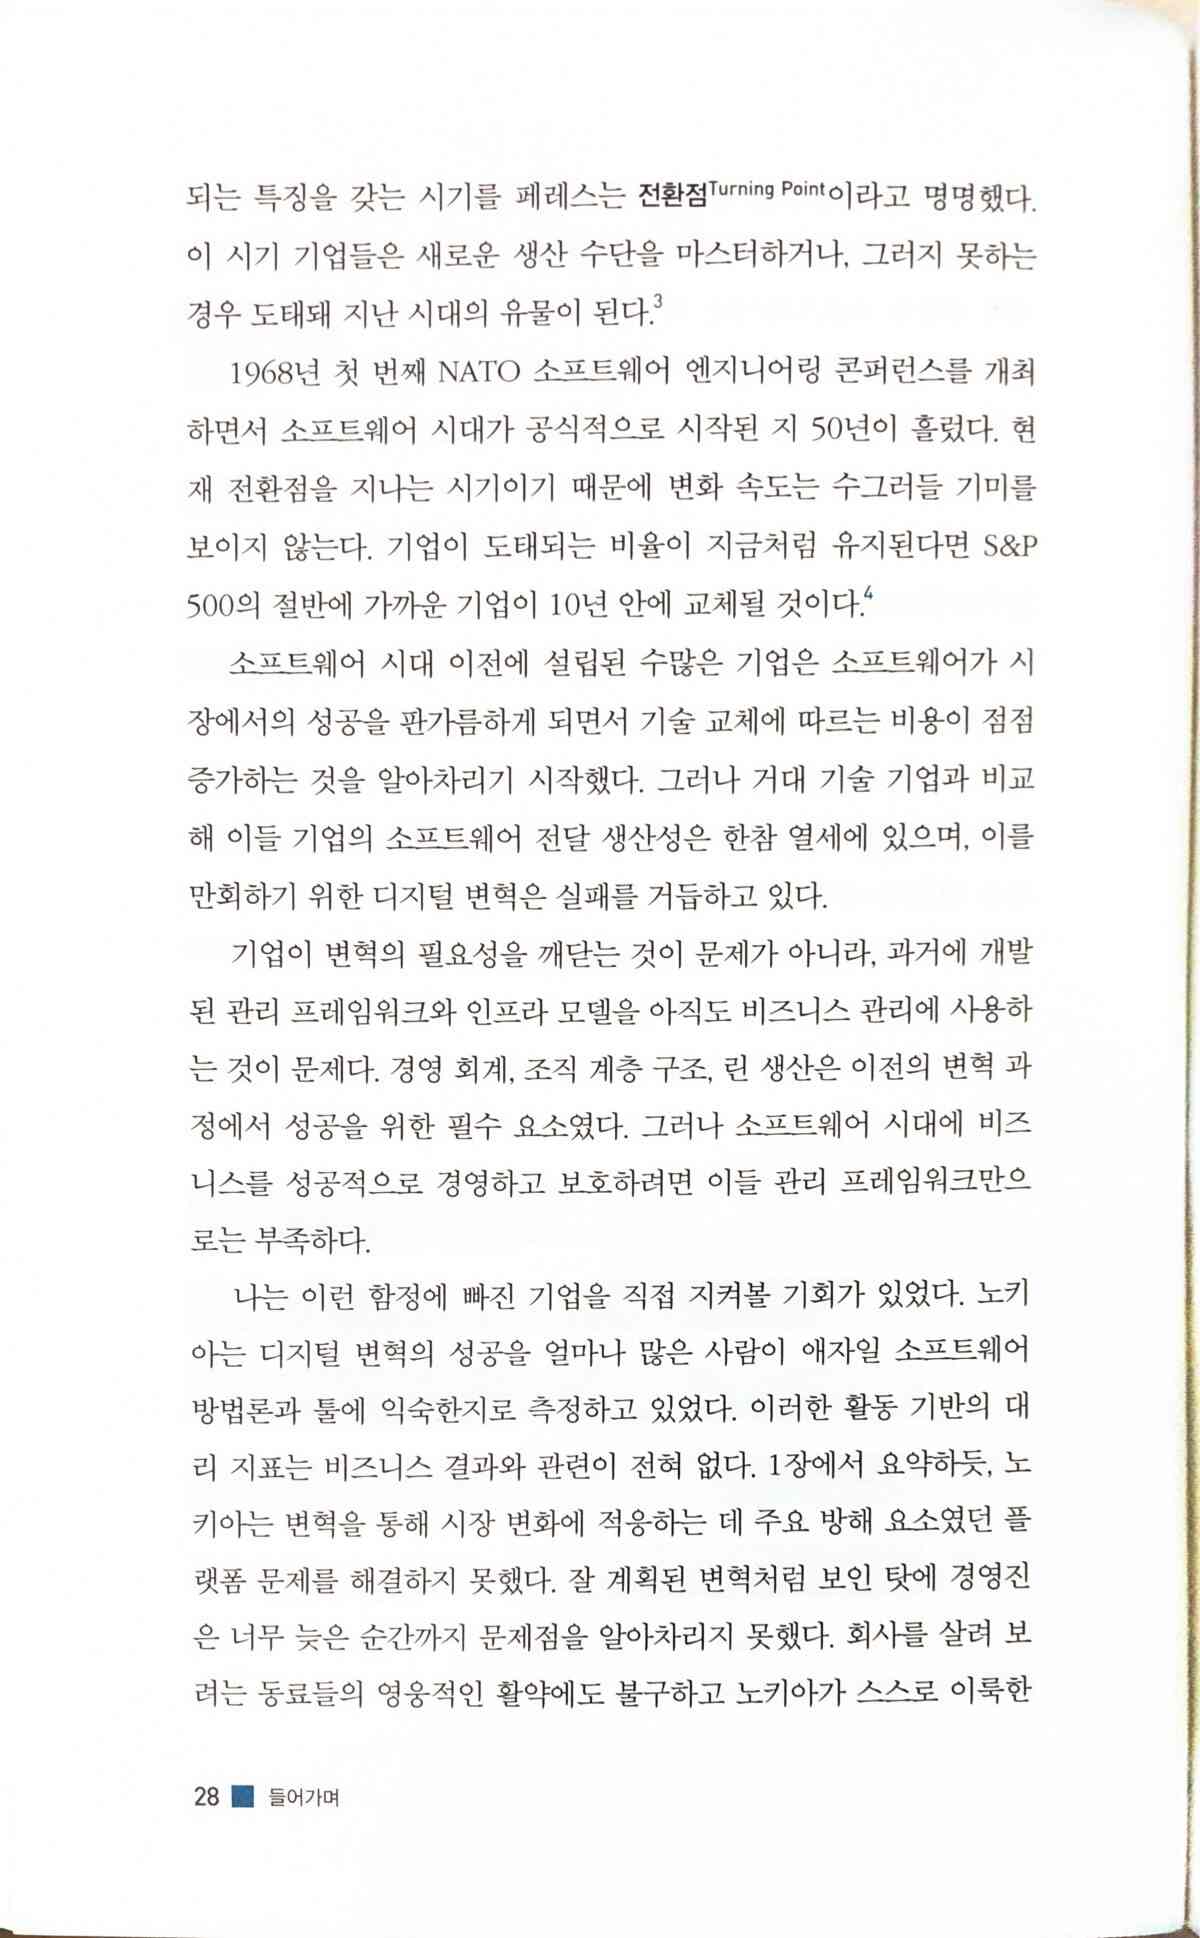 되는 특징을 갖는 시기를 페레스는 전환점Turning Point이라고 명명했다.
이 시기 기업들은 새로운 생산 수단을 마스터하거나, 그러지 못하는
경우 도태돼 지난 시대의 유물이 된다.3
1968년 첫 번째 NATO 소프트웨어 엔지니어링 콘퍼런스를 개최
하면서 소프트웨어 시대가 공식적으로 시작된 지 50년이 흘렀다. 현
재 전환점을 지나는 시기이기 때문에 변화 속도는 수그러들 기미를
보이지 않는다. 기업이 도태되는 비율이 지금처럼 유지된다면 S&P
500의 절반에 가까운 기업이 10년 안에 교체될 것이다.4
소프트웨어 시대 이전에 설립된 수많은 기업은 소프트웨어가 시
장에서의 성공을 판가름하게 되면서 기술 교체에 따르는 비용이 점점
증가하는 것을 알아차리기 시작했다. 그러나 거대 기술 기업과 비교
해 이들 기업의 소프트웨어 전달 생산성은 한참 열세에 있으며, 이를
만회하기 위한 디지털 변혁은 실패를 거듭하고 있다.
기업이 변혁의 필요성을 깨닫는 것이 문제가 아니라, 과거에 개발
된 관리 프레임워크와 인프라 모델을 아직도 비즈니스 관리에 사용하
는 것이 문제다. 경영 회계, 조직 계층 구조, 린 생산은 이전의 변혁 과
정에서 성공을 위한 필수 요소였다. 그러나 소프트웨어 시대에 비즈
니스를 성공적으로 경영하고 보호하려면 이들 관리 프레임워크만으
로는 부족하다.
나는 이런 함정에 빠진 기업을 직접 지켜볼 기회가 있었다. 노키
아는 디지털 변혁의 성공을 얼마나 많은 사람이 애자일 소프트웨어
방법론과 툴에 익숙한지로 측정하고 있었다. 이러한 활동 기반의 대
리 지표는 비즈니스 결과와 관련이 전혀 없다. 1장에서 요약하듯, 노
키아는 변혁을 통해 시장 변화에 적응하는 데 주요 방해 요소였던 플
랫폼 문제를 해결하지 못했다. 잘 계획된 변혁처럼 보인 탓에 경영진
은 너무 늦은 순간까지 문제점을 알아차리지 못했다. 회사를 살려 보
려는 동료들의 영웅적인 활약에도 불구하고 노키아가 스스로 이룩한
28 ■ 들어가며